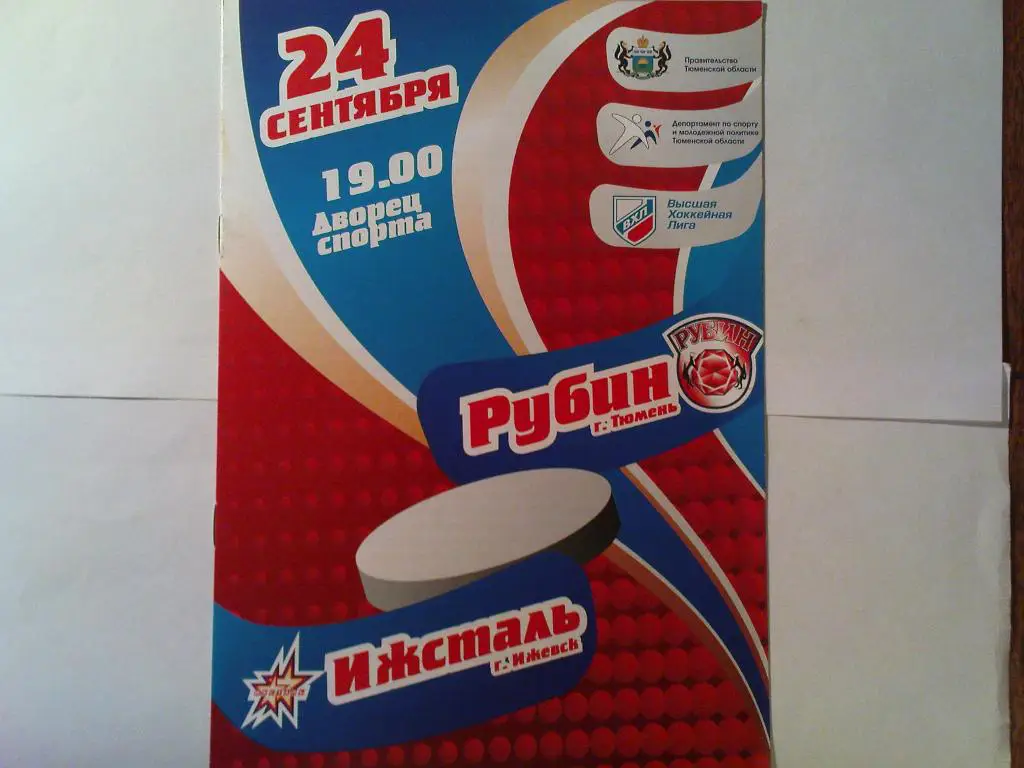 24
СЕНТЯБРЯ
19.00
Дворец
спорта
Правительство
Тюменской области
Департамент по спорту
и молодежной политике
Тюменской области
ВХЛ
Высшая
Хоккейная
Лига
РУБИН
Рубин
г. Тюмень
Ижсталь
г. Ижевск